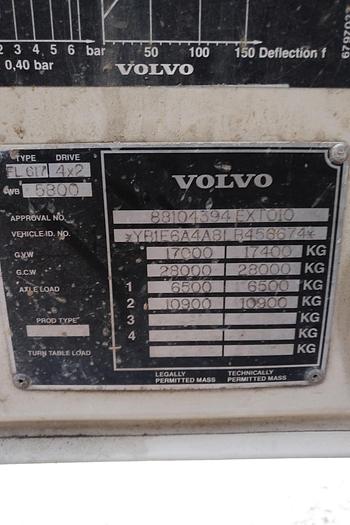 2 3 4 5 6 bar 50 100 150 Deflection f
0,40 bar VOLVO
TYPE DRIVE
FL 617 4x2
WB 5800
VOLVO
APPROVAL NO. 88104394 EXT010
VEHICLE-ID. NO. *YB1E6A4A8LB458674*
G.V.W 17000 17400 KG
G.C.W 28000 28000 KG
AXLE LOAD 1 6500 6500 KG
2 10900 10900 KG
PROD TYPE 3 KG
4 KG
TURN TABLE LOAD KG
LEGALLY PERMITTED MASS TECHNICALLY PERMITTED MASS